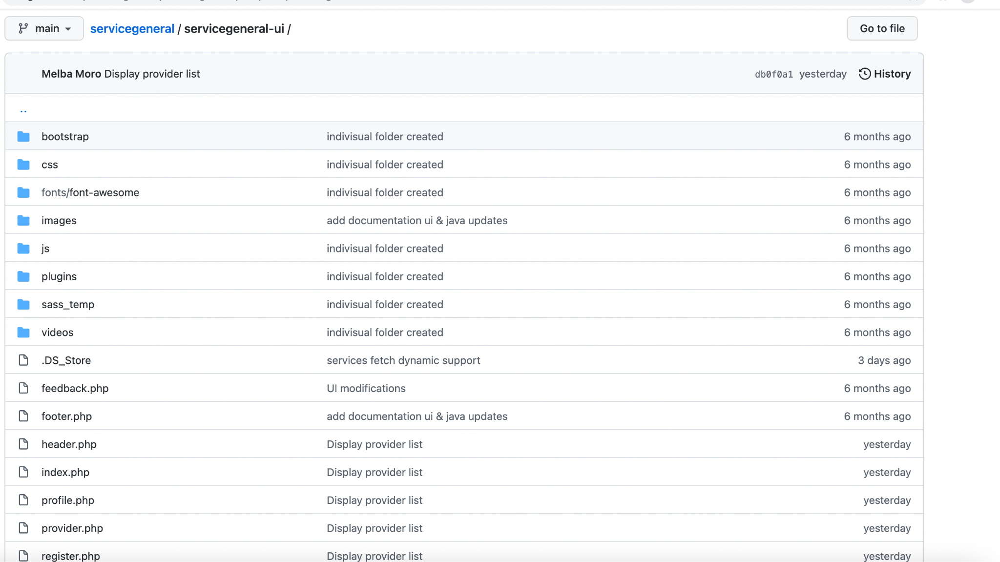 main servicegeneral / servicegeneral-ui / Go to file
Melba Moro Display provider list db0f0a1 yesterday History
..
bootstrap indivisual folder created 6 months ago
css indivisual folder created 6 months ago
fonts/font-awesome indivisual folder created 6 months ago
images add documentation ui & java updates 6 months ago
js indivisual folder created 6 months ago
plugins indivisual folder created 6 months ago
sass_temp indivisual folder created 6 months ago
videos indivisual folder created 6 months ago
.DS_Store services fetch dynamic support 3 days ago
feedback.php UI modifications 6 months ago
footer.php add documentation ui & java updates 6 months ago
header.php Display provider list yesterday
index.php Display provider list yesterday
profile.php Display provider list yesterday
provider.php Display provider list yesterday
register.php Display provider list yesterday